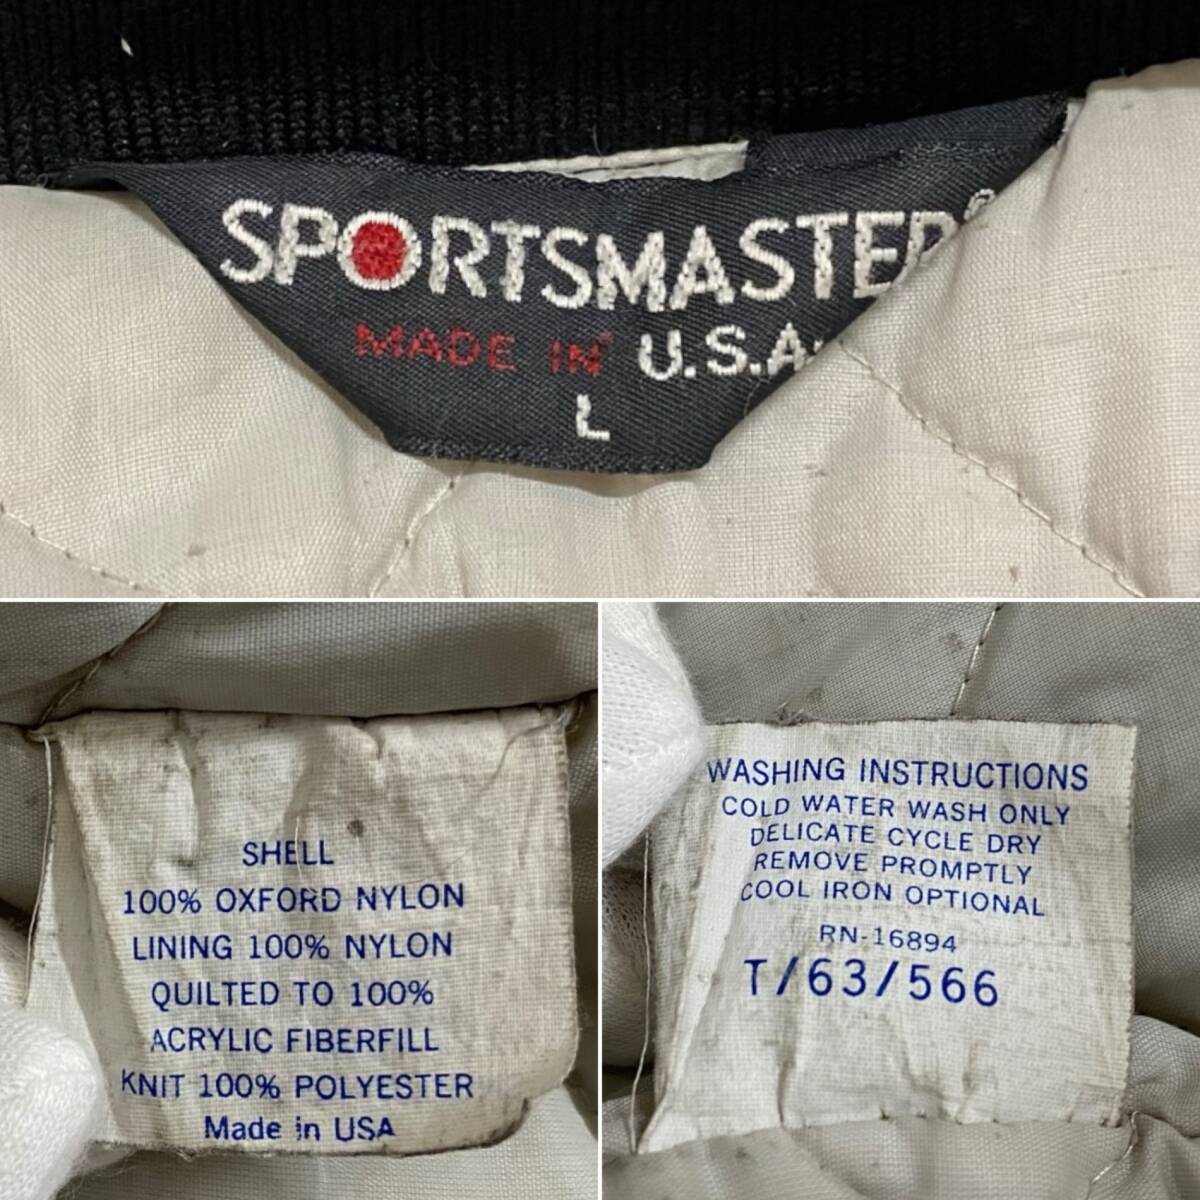 SPORTSMASTER®
MADE IN U.S.A.
L
SHELL
100% OXFORD NYLON
LINING 100% NYLON
QUILTED TO 100%
ACRYLIC FIBERFILL
KNIT 100% POLYESTER
Made in USA
WASHING INSTRUCTIONS
COLD WATER WASH ONLY
DELICATE CYCLE DRY
REMOVE PROMPTLY
COOL IRON OPTIONAL
RN-16894
T/63/566